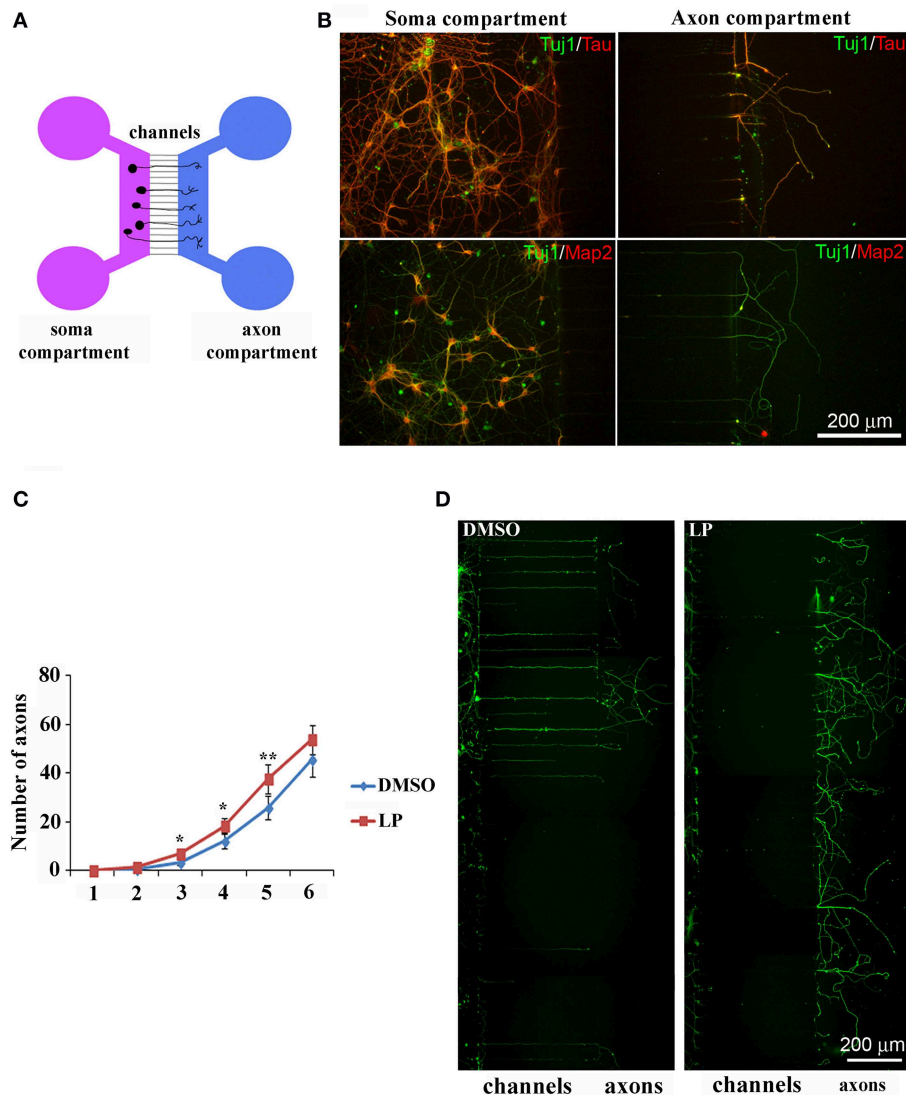 A
channels
soma
compartment
axon
compartment
B
Soma compartment
Axon compartment
Tuj1/Tau
Tuj1/Tau
Tuj1/Map2
Tuj1/Map2
200 μm
C
Number of axons
80
60
40
20
0
*
*
**
1 2 3 4 5 6
DMSO
LP
D
DMSO
LP
200 μm
channels axons
channels axons